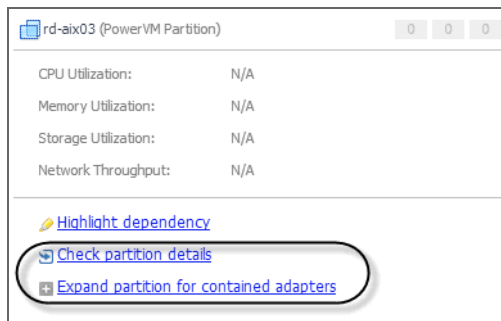 rd-aix03 (PowerVM Partition) 0 0 0
CPU Utilization: N/A
Memory Utilization: N/A
Storage Utilization: N/A
Network Throughput: N/A
Highlight dependency
Check partition details
Expand partition for contained adapters